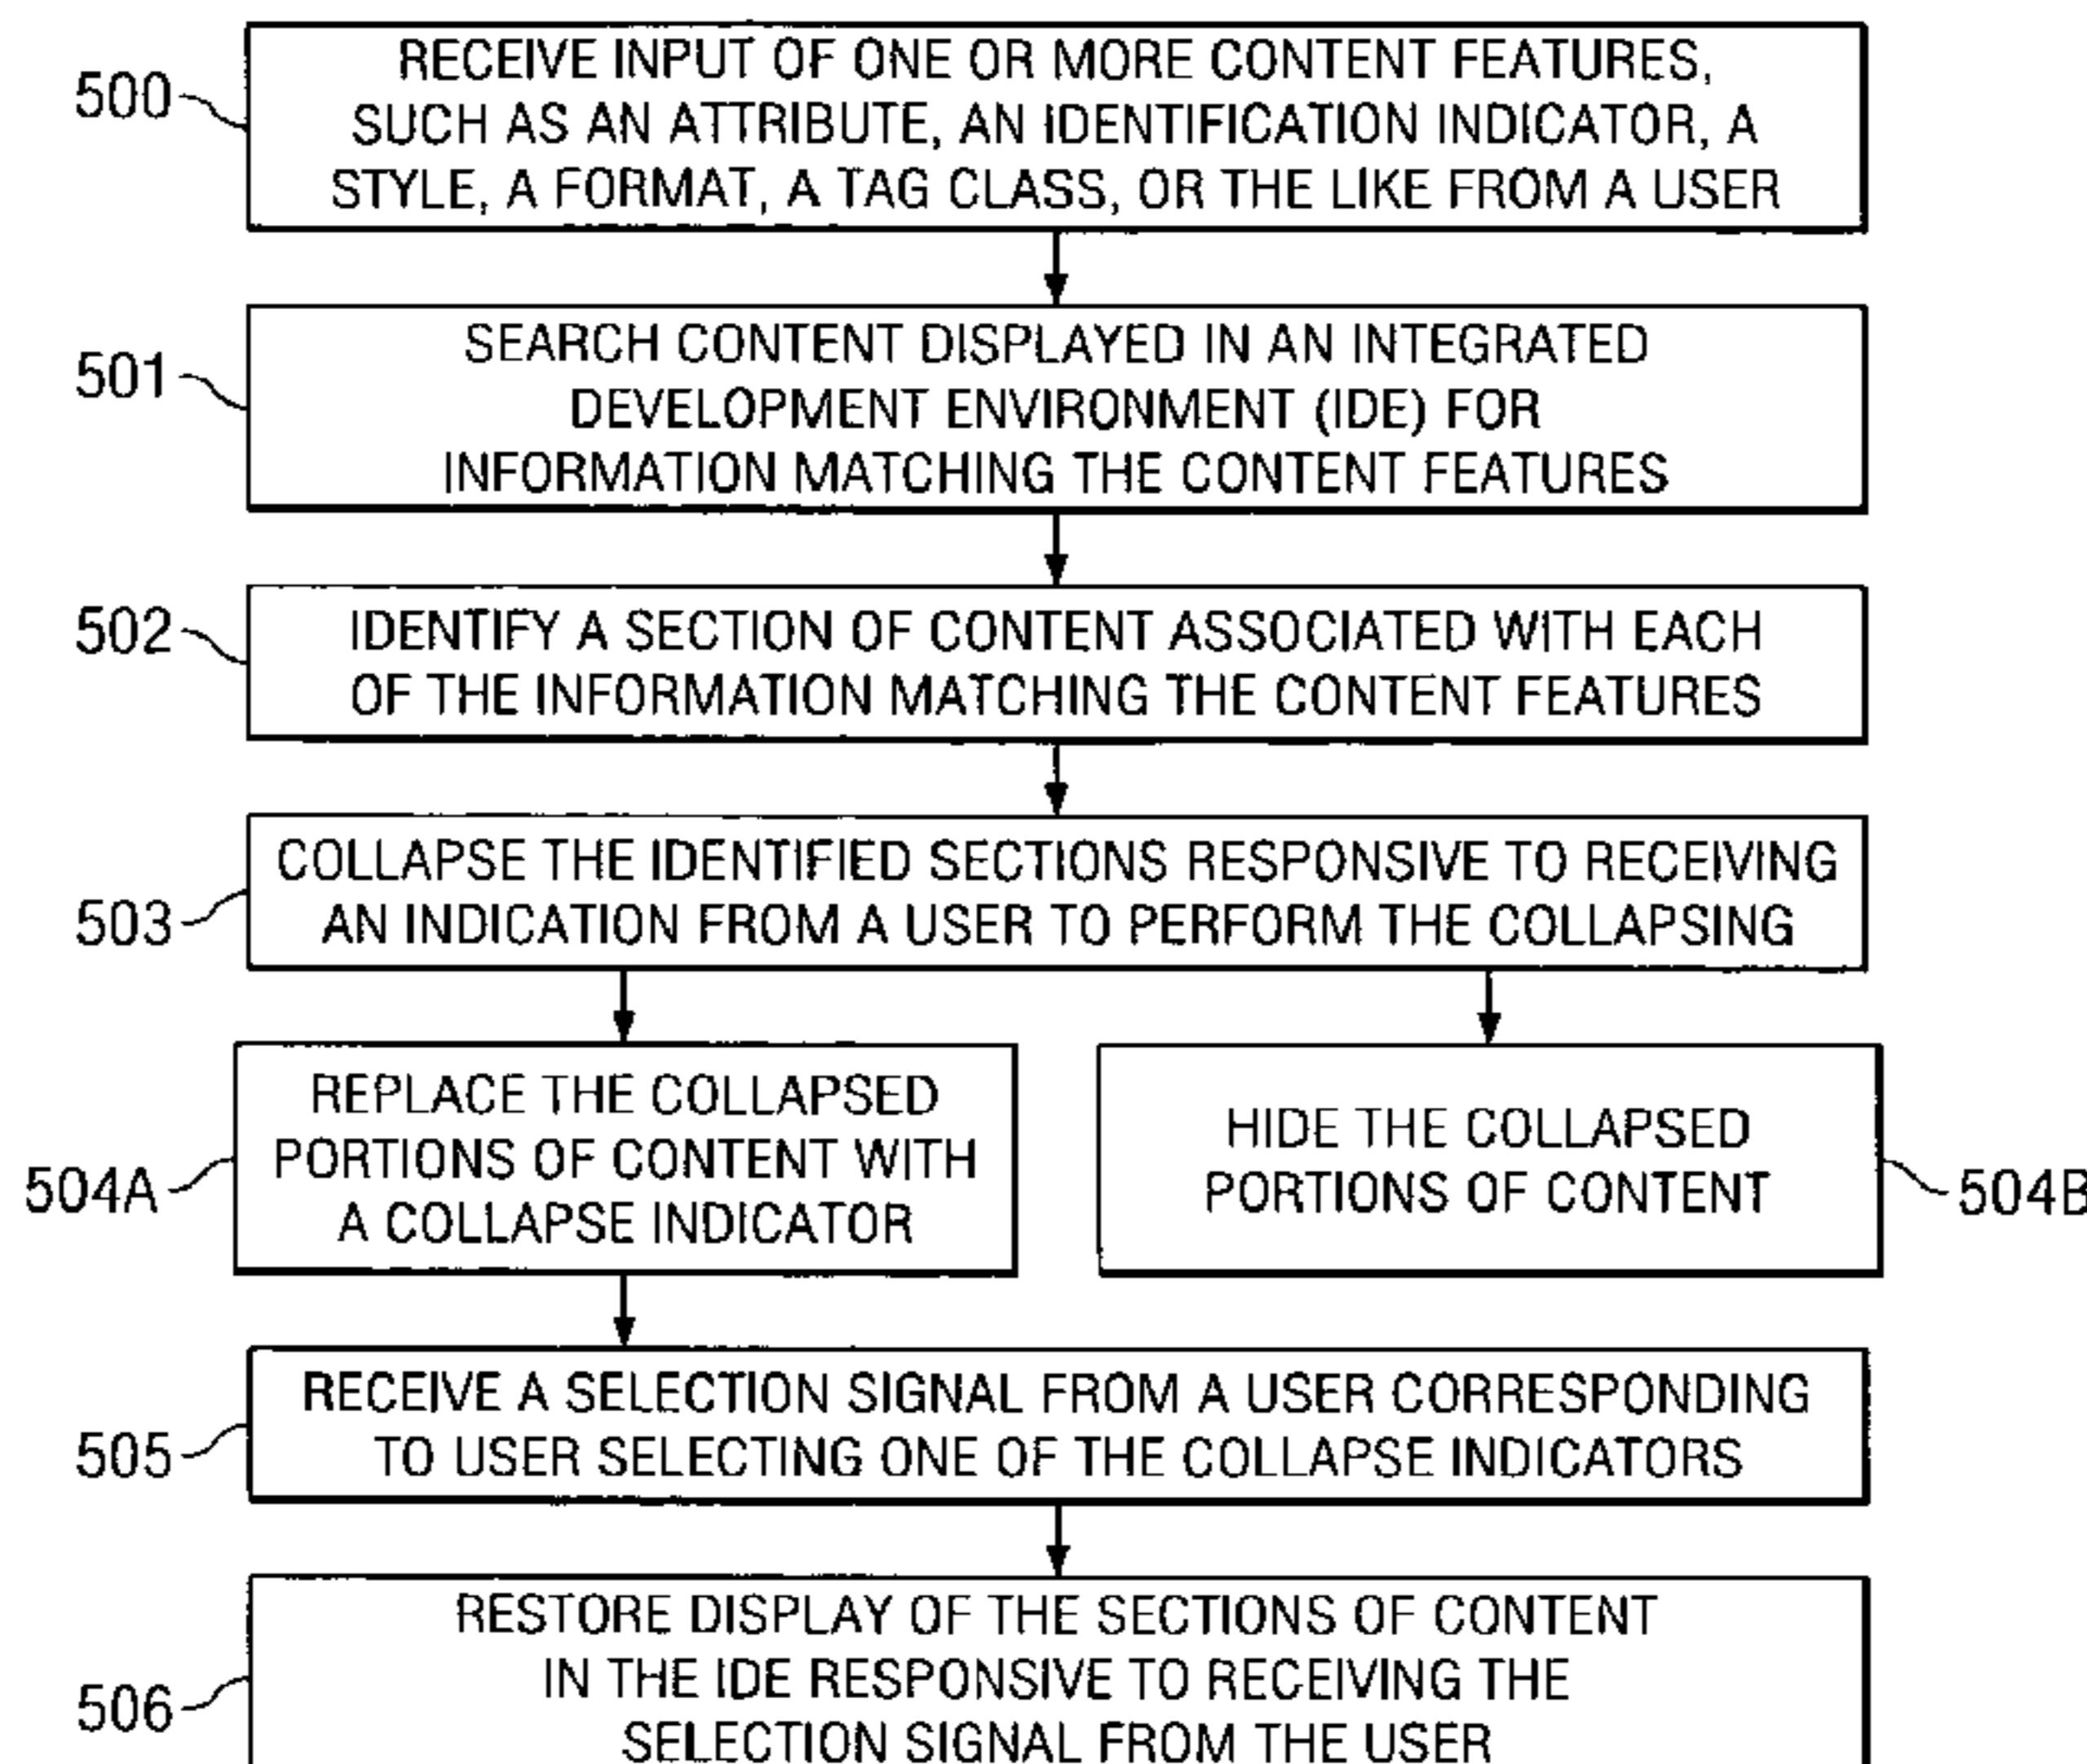 500
RECEIVE INPUT OF ONE OR MORE CONTENT FEATURES,
SUCH AS AN ATTRIBUTE, AN IDENTIFICATION INDICATOR, A
STYLE, A FORMAT, A TAG CLASS, OR THE LIKE FROM A USER
501
SEARCH CONTENT DISPLAYED IN AN INTEGRATED
DEVELOPMENT ENVIRONMENT (IDE) FOR
INFORMATION MATCHING THE CONTENT FEATURES
502
IDENTIFY A SECTION OF CONTENT ASSOCIATED WITH EACH
OF THE INFORMATION MATCHING THE CONTENT FEATURES
503
COLLAPSE THE IDENTIFIED SECTIONS RESPONSIVE TO RECEIVING
AN INDICATION FROM A USER TO PERFORM THE COLLAPSING
504A
REPLACE THE COLLAPSED
PORTIONS OF CONTENT WITH
A COLLAPSE INDICATOR
HIDE THE COLLAPSED
PORTIONS OF CONTENT
504B
505
RECEIVE A SELECTION SIGNAL FROM A USER CORRESPONDING
TO USER SELECTING ONE OF THE COLLAPSE INDICATORS
506
RESTORE DISPLAY OF THE SECTIONS OF CONTENT
IN THE IDE RESPONSIVE TO RECEIVING THE
SELECTION SIGNAL FROM THE USER